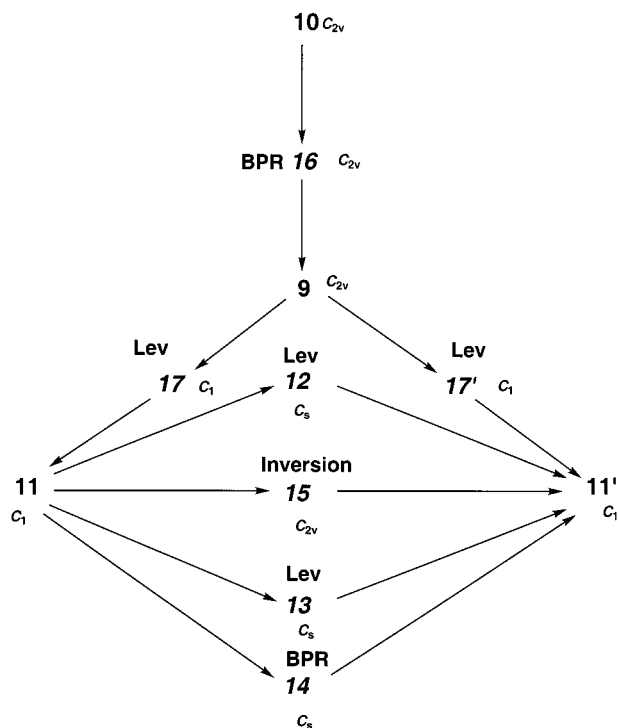 10 C2v
BPR 16 C2v
9 C2v
Lev Lev Lev
17 C1 12 17' C1
Cs
Inversion
11 15 11'
C1 C2v C1
Lev
13
Cs
BPR
14
Cs